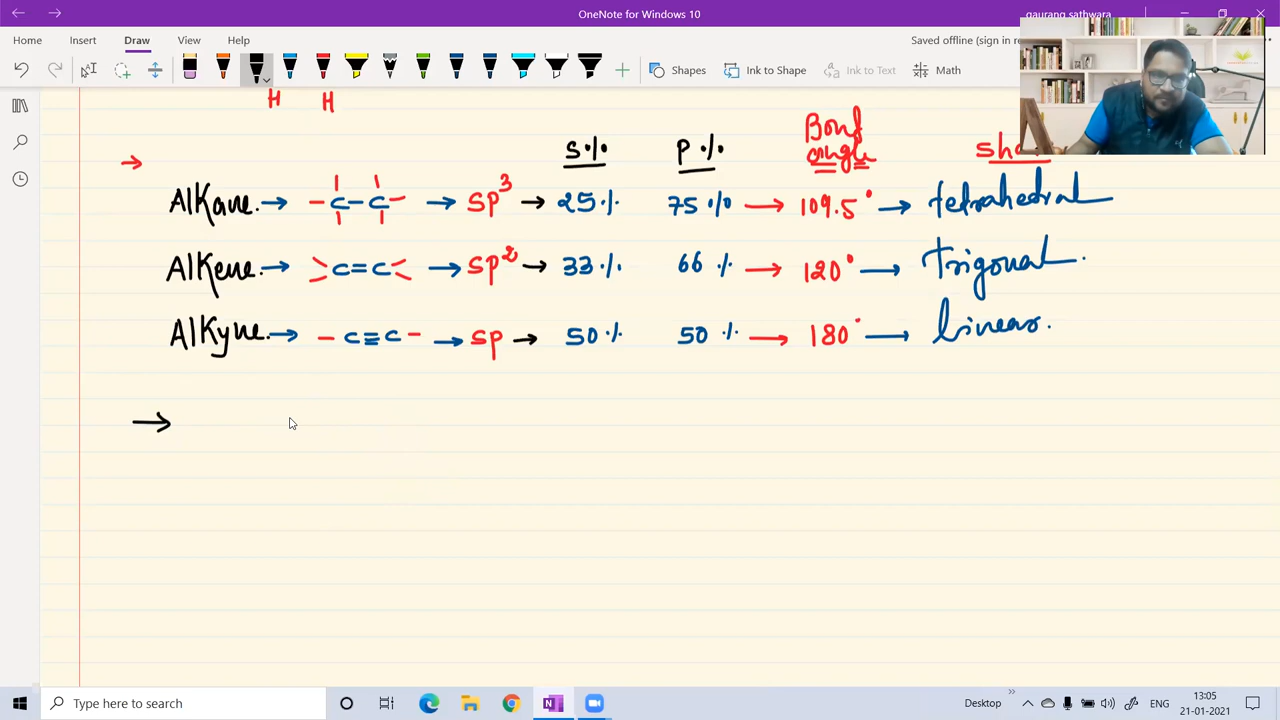 OneNote for Windows 10
gaurang sathwara
Home Insert Draw View Help
Saved offline (sign in re
Shapes Ink to Shape Ink to Text Math
H H
S% P% Bond angle
→
Alkane. → -C-C- → SP³ → 25% 75% → 109.5° → tetrahedral
Alkene. → >C=C< → SP² → 33% 66% → 120° → trigonal.
Alkyne. → -C≡C- → SP → 50% 50% → 180° → linear.
→
Type here to search
Desktop » ENG 13:05
21-01-2021